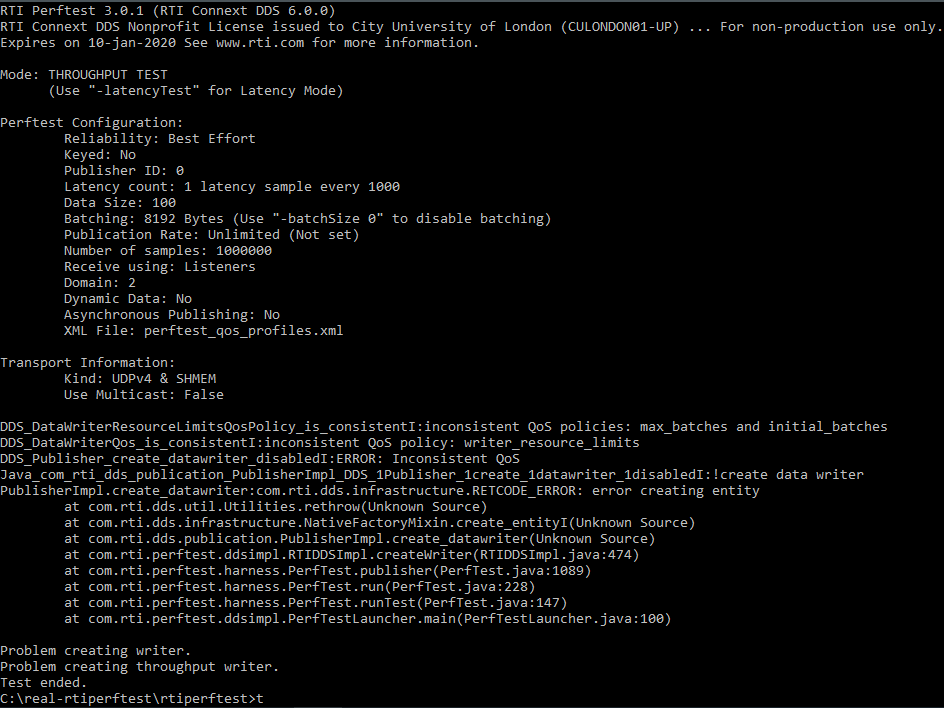 RTI Perftest 3.0.1 (RTI Connext DDS 6.0.0)
RTI Connext DDS Nonprofit License issued to City University of London (CULONDON01-UP) ... For non-production use only.
Expires on 10-jan-2020 See www.rti.com for more information.
Mode: THROUGHPUT TEST
(Use "-latencyTest" for Latency Mode)
Perftest Configuration:
Reliability: Best Effort
Keyed: No
Publisher ID: 0
Latency count: 1 latency sample every 1000
Data Size: 100
Batching: 8192 Bytes (Use "-batchSize 0" to disable batching)
Publication Rate: Unlimited (Not set)
Number of samples: 1000000
Receive using: Listeners
Domain: 2
Dynamic Data: No
Asynchronous Publishing: No
XML File: perftest_qos_profiles.xml
Transport Information:
Kind: UDPv4 & SHMEM
Use Multicast: False
DDS_DataWriterResourceLimitsQosPolicy_is_consistentI:inconsistent QoS policies: max_batches and initial_batches
DDS_DataWriterQos_is_consistentI:inconsistent QoS policy: writer_resource_limits
DDS_Publisher_create_datawriter_disabledI:ERROR: Inconsistent QoS
Java_com_rti_dds_publication_PublisherImpl_DDS_1Publisher_1create_1datawriter_1disabledI:!create data writer
PublisherImpl.create_datawriter:com.rti.dds.infrastructure.RETCODE_ERROR: error creating entity
at com.rti.dds.util.Utilities.rethrow(Unknown Source)
at com.rti.dds.infrastructure.NativeFactoryMixin.create_entityI(Unknown Source)
at com.rti.dds.publication.PublisherImpl.create_datawriter(Unknown Source)
at com.rti.perftest.ddsimpl.RTIDDSImpl.createWriter(RTIDDSImpl.java:474)
at com.rti.perftest.harness.PerfTest.publisher(PerfTest.java:1089)
at com.rti.perftest.harness.PerfTest.run(PerfTest.java:228)
at com.rti.perftest.harness.PerfTest.runTest(PerfTest.java:147)
at com.rti.perftest.ddsimpl.PerfTestLauncher.main(PerfTestLauncher.java:100)
Problem creating writer.
Problem creating throughput writer.
Test ended.
C:\real-rtiperftest\rtiperftest>t